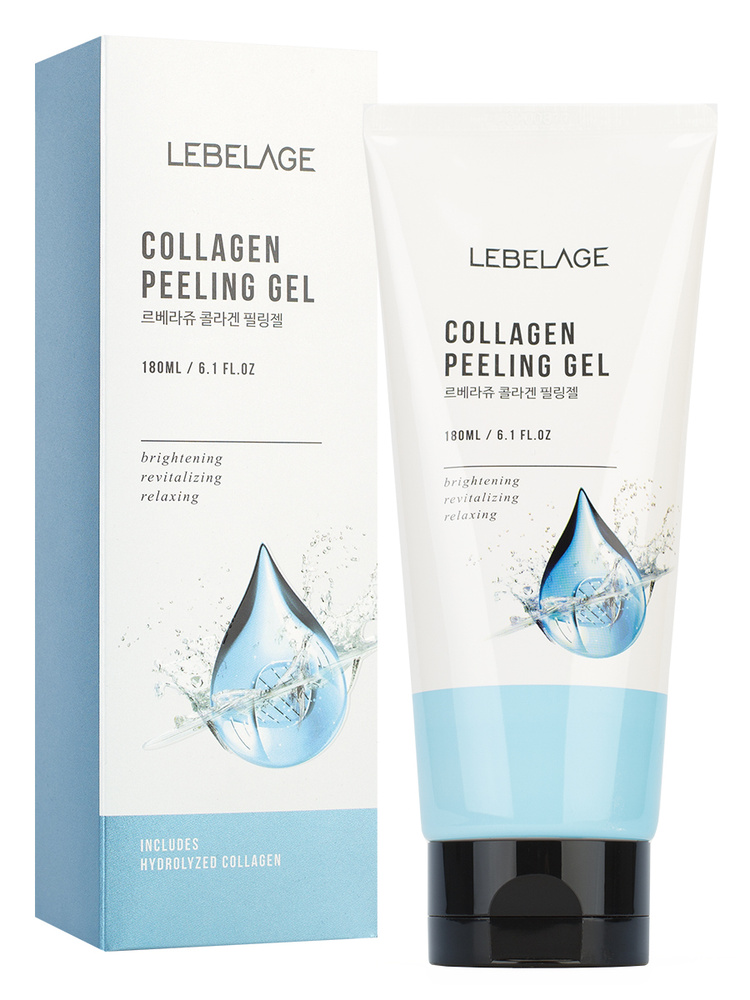 LEBELAGE
COLLAGEN
PEELING GEL
르베라쥬 콜라겐 필링젤
180ML / 6.1 FL.OZ
brightening
revitalizing
relaxing
INCLUDES
HYDROLYZED COLLAGEN
LEBELAGE
COLLAGEN
PEELING GEL
르베라쥬 콜라겐 필링젤
180ML / 6.1 FL.OZ
brightening
revitalizing
relaxing